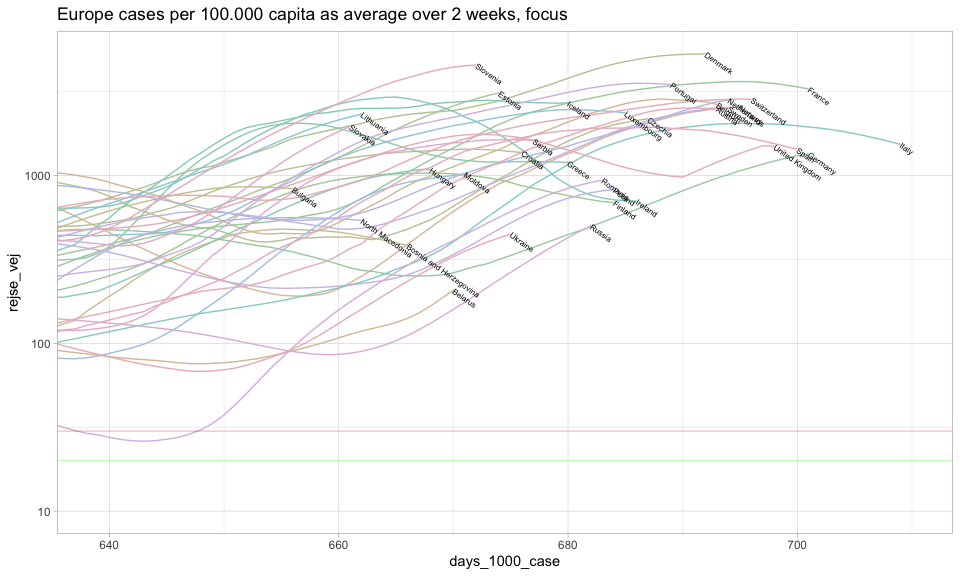 Europe cases per 100.000 capita as average over 2 weeks, focus
Denmark
Slovenia
Portugal
France
Estonia
Iceland
Switzerland
Lithuania
Luxembourg
Czechia
Slovakia
Serbia
Italy
Croatia
Greece
United Kingdom
Germany
Hungary
Moldova
Bulgaria
Ireland
Finland
North Macedonia
Ukraine
Russia
Bosnia and Herzegovina
Belarus
1000
100
10
rejse_vej
640
660
680
700
days_1000_case